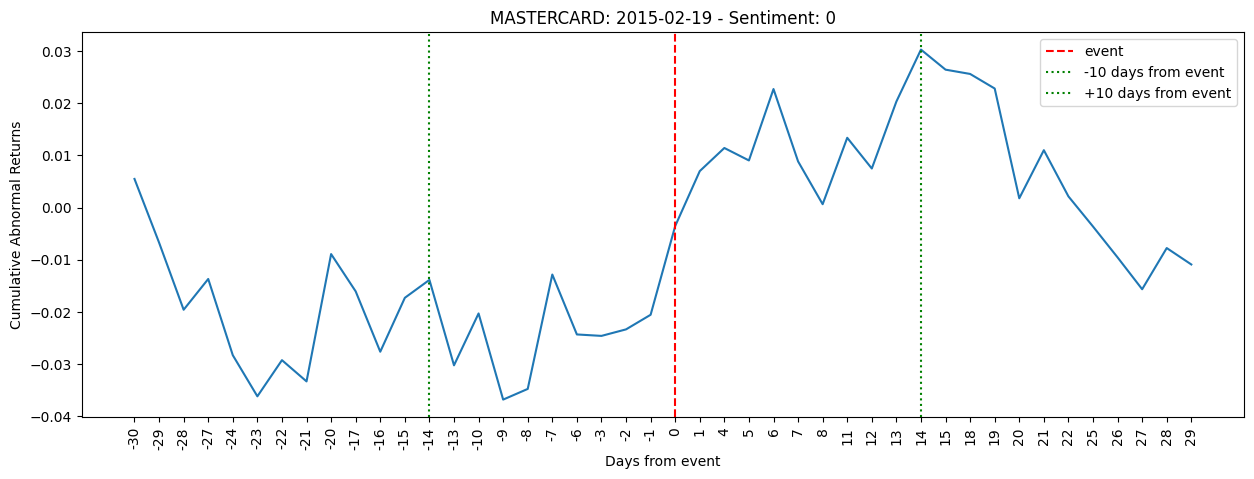 MASTERCARD: 2015-02-19 - Sentiment: 0
event
-10 days from event
+10 days from event
Cumulative Abnormal Returns
0.03
0.02
0.01
0.00
−0.01
−0.02
−0.03
−0.04
-30 -29 -28 -27 -24 -23 -22 -21 -20 -17 -16 -15 -14 -13 -10 -9 -8 -7 -6 -3 -2 -1 0 1 4 5 6 7 8 11 12 13 14 15 18 19 20 21 22 25 26 27 28 29
Days from event